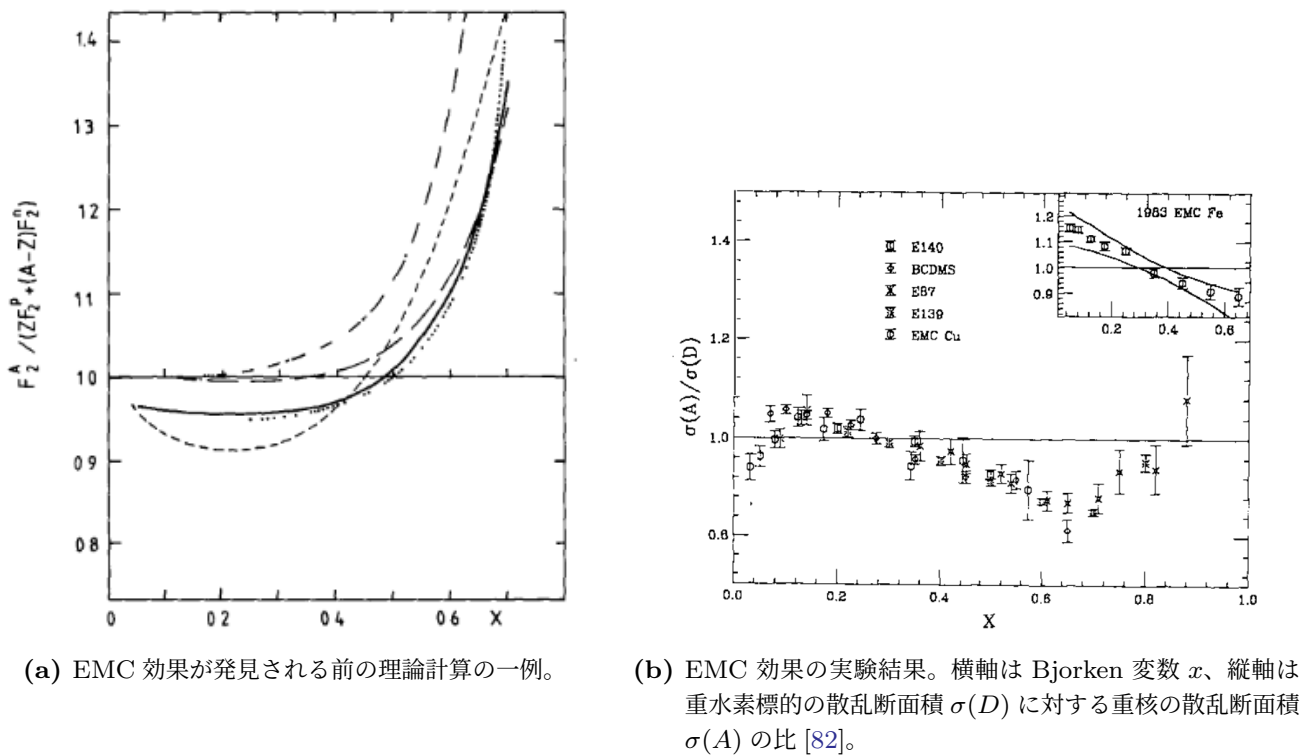 1.4
1.3
1.2
1.1
1.0
0.9
0.8
F₂ᴬ / (ZF₂ᵖ + (A-Z)F₂ⁿ)
0 0.2 0.4 0.6 X
(a) EMC 効果が発見される前の理論計算の一例。
1.4
1.2
1.0
0.8
σ(A)/σ(D)
E140
BCDMS
E87
E139
EMC Cu
1983 EMC Fe
1.2
1.1
1.0
0.9
0.2 0.4 0.6
0.0 0.2 0.4 0.6 0.8 1.0
X
(b) EMC 効果の実験結果。横軸は Bjorken 変数 x、縦軸は
重水素標的の散乱断面積 σ(D) に対する重核の散乱断面積
σ(A) の比 [82]。